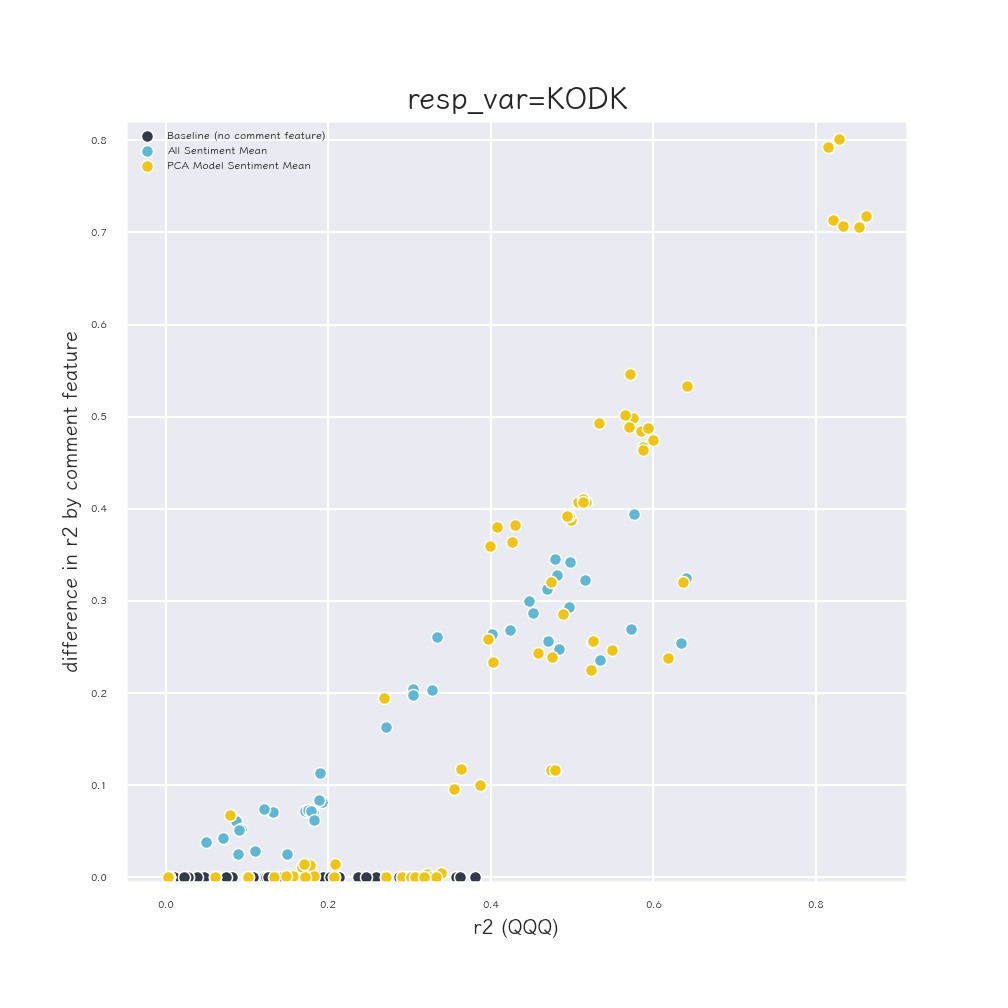 resp_var=KODK
Baseline (no comment feature)
All Sentiment Mean
PCA Model Sentiment Mean
0.8
0.7
0.6
0.5
0.4
0.3
0.2
0.1
0.0
difference in r2 by comment feature
0.0 0.2 0.4 0.6 0.8
r2 (QQQ)